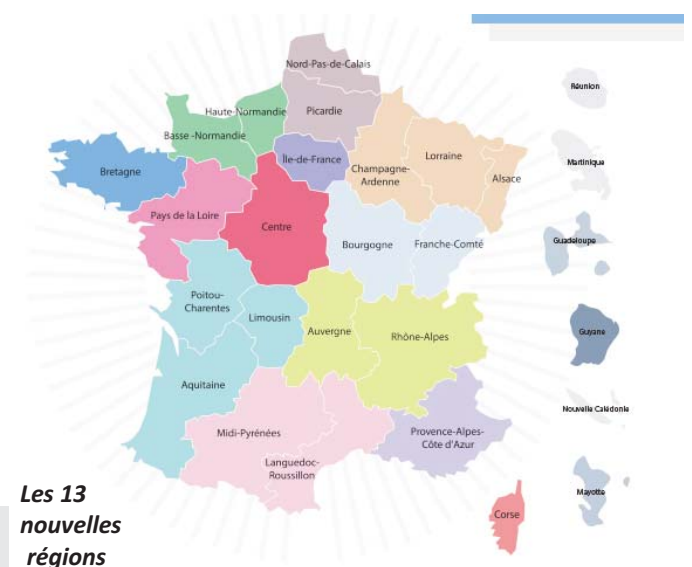 Nord-Pas-de-Calais
Haute-Normandie
Picardie
Basse -Normandie
Île-de-France
Champagne-
Ardenne
Lorraine
Alsace
Bretagne
Pays de la Loire
Centre
Bourgogne
Franche-Comté
Poitou-
Charentes
Limousin
Auvergne
Rhône-Alpes
Aquitaine
Midi-Pyrénées
Languedoc-
Roussillon
Provence-Alpes-
Côte d'Azur
Corse
Réunion
Martinique
Guadeloupe
Guyane
Nouvelle Calédonie
Mayotte
Les 13
nouvelles
régions